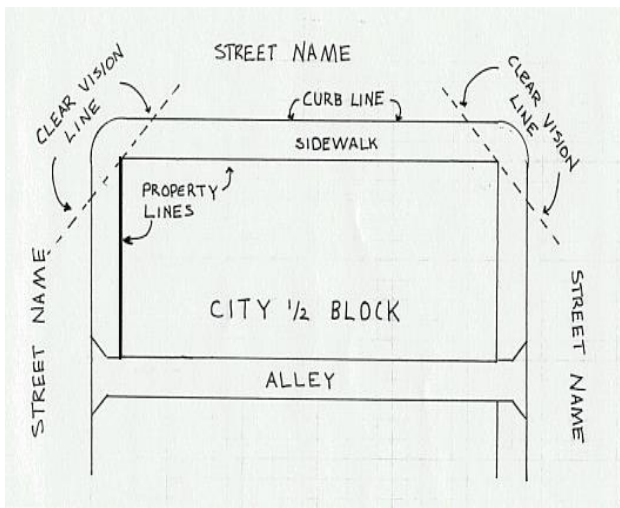 STREET NAME
CLEAR VISION
LINE
CURB LINE
CLEAR VISION
LINE
SIDEWALK
PROPERTY
LINES
STREET NAME
CITY 1/2 BLOCK
STREET NAME
ALLEY